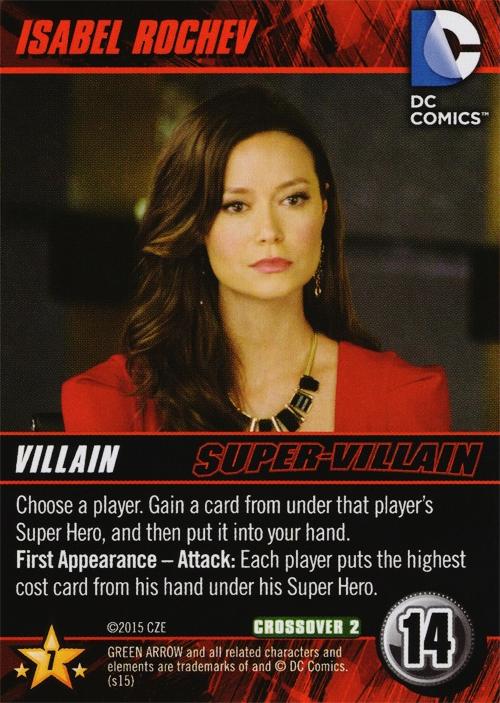 ISABEL ROCHEV
DC
COMICS™
VILLAIN
SUPER-VILLAIN
Choose a player. Gain a card from under that player's
Super Hero, and then put it into your hand.
First Appearance – Attack: Each player puts the highest
cost card from his hand under his Super Hero.
©2015 CZE
CROSSOVER 2
14
7
GREEN ARROW and all related characters and
elements are trademarks of and © DC Comics.
(s15)